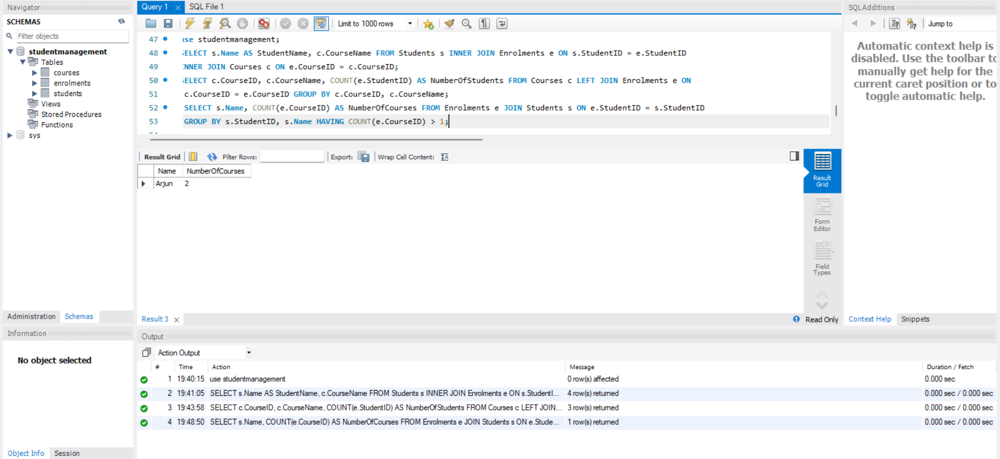 Navigator
SCHEMAS
Filter objects
studentmanagement
Tables
courses
enrolments
students
Views
Stored Procedures
Functions
sys
Administration Schemas
Information
No object selected
Object Info Session
Query 1 SQL File 1
Limit to 1000 rows
47 use studentmanagement;
48 SELECT s.Name AS StudentName, c.CourseName FROM Students s INNER JOIN Enrolments e ON s.StudentID = e.StudentID
49 INNER JOIN Courses c ON e.CourseID = c.CourseID;
50 SELECT c.CourseID, c.CourseName, COUNT(e.StudentID) AS NumberOfStudents FROM Courses c LEFT JOIN Enrolments e ON
51 c.CourseID = e.CourseID GROUP BY c.CourseID, c.CourseName;
52 SELECT s.Name, COUNT(e.CourseID) AS NumberOfCourses FROM Enrolments e JOIN Students s ON e.StudentID = s.StudentID
53 GROUP BY s.StudentID, s.Name HAVING COUNT(e.CourseID) > 1;
Result Grid Filter Rows: Export: Wrap Cell Content:
Name NumberOfCourses
Arjun 2
Result Grid
Form Editor
Field Types
Result 3 Read Only
Output
Action Output
# Time Action Message Duration / Fetch
1 19:40:15 use studentmanagement 0 row(s) affected 0.000 sec
2 19:41:05 SELECT s.Name AS StudentName, c.CourseName FROM Students s INNER JOIN Enrolments e ON s.StudentI... 4 row(s) returned 0.000 sec / 0.000 sec
3 19:43:58 SELECT c.CourseID, c.CourseName, COUNT(e.StudentID) AS NumberOfStudents FROM Courses c LEFT JOIN... 3 row(s) returned 0.000 sec / 0.000 sec
4 19:48:50 SELECT s.Name, COUNT(e.CourseID) AS NumberOfCourses FROM Enrolments e JOIN Students s ON e.Stude... 1 row(s) returned 0.000 sec / 0.000 sec
SQLAdditions
Jump to
Automatic context help is
disabled. Use the toolbar to
manually get help for the
current caret position or to
toggle automatic help.
Context Help Snippets